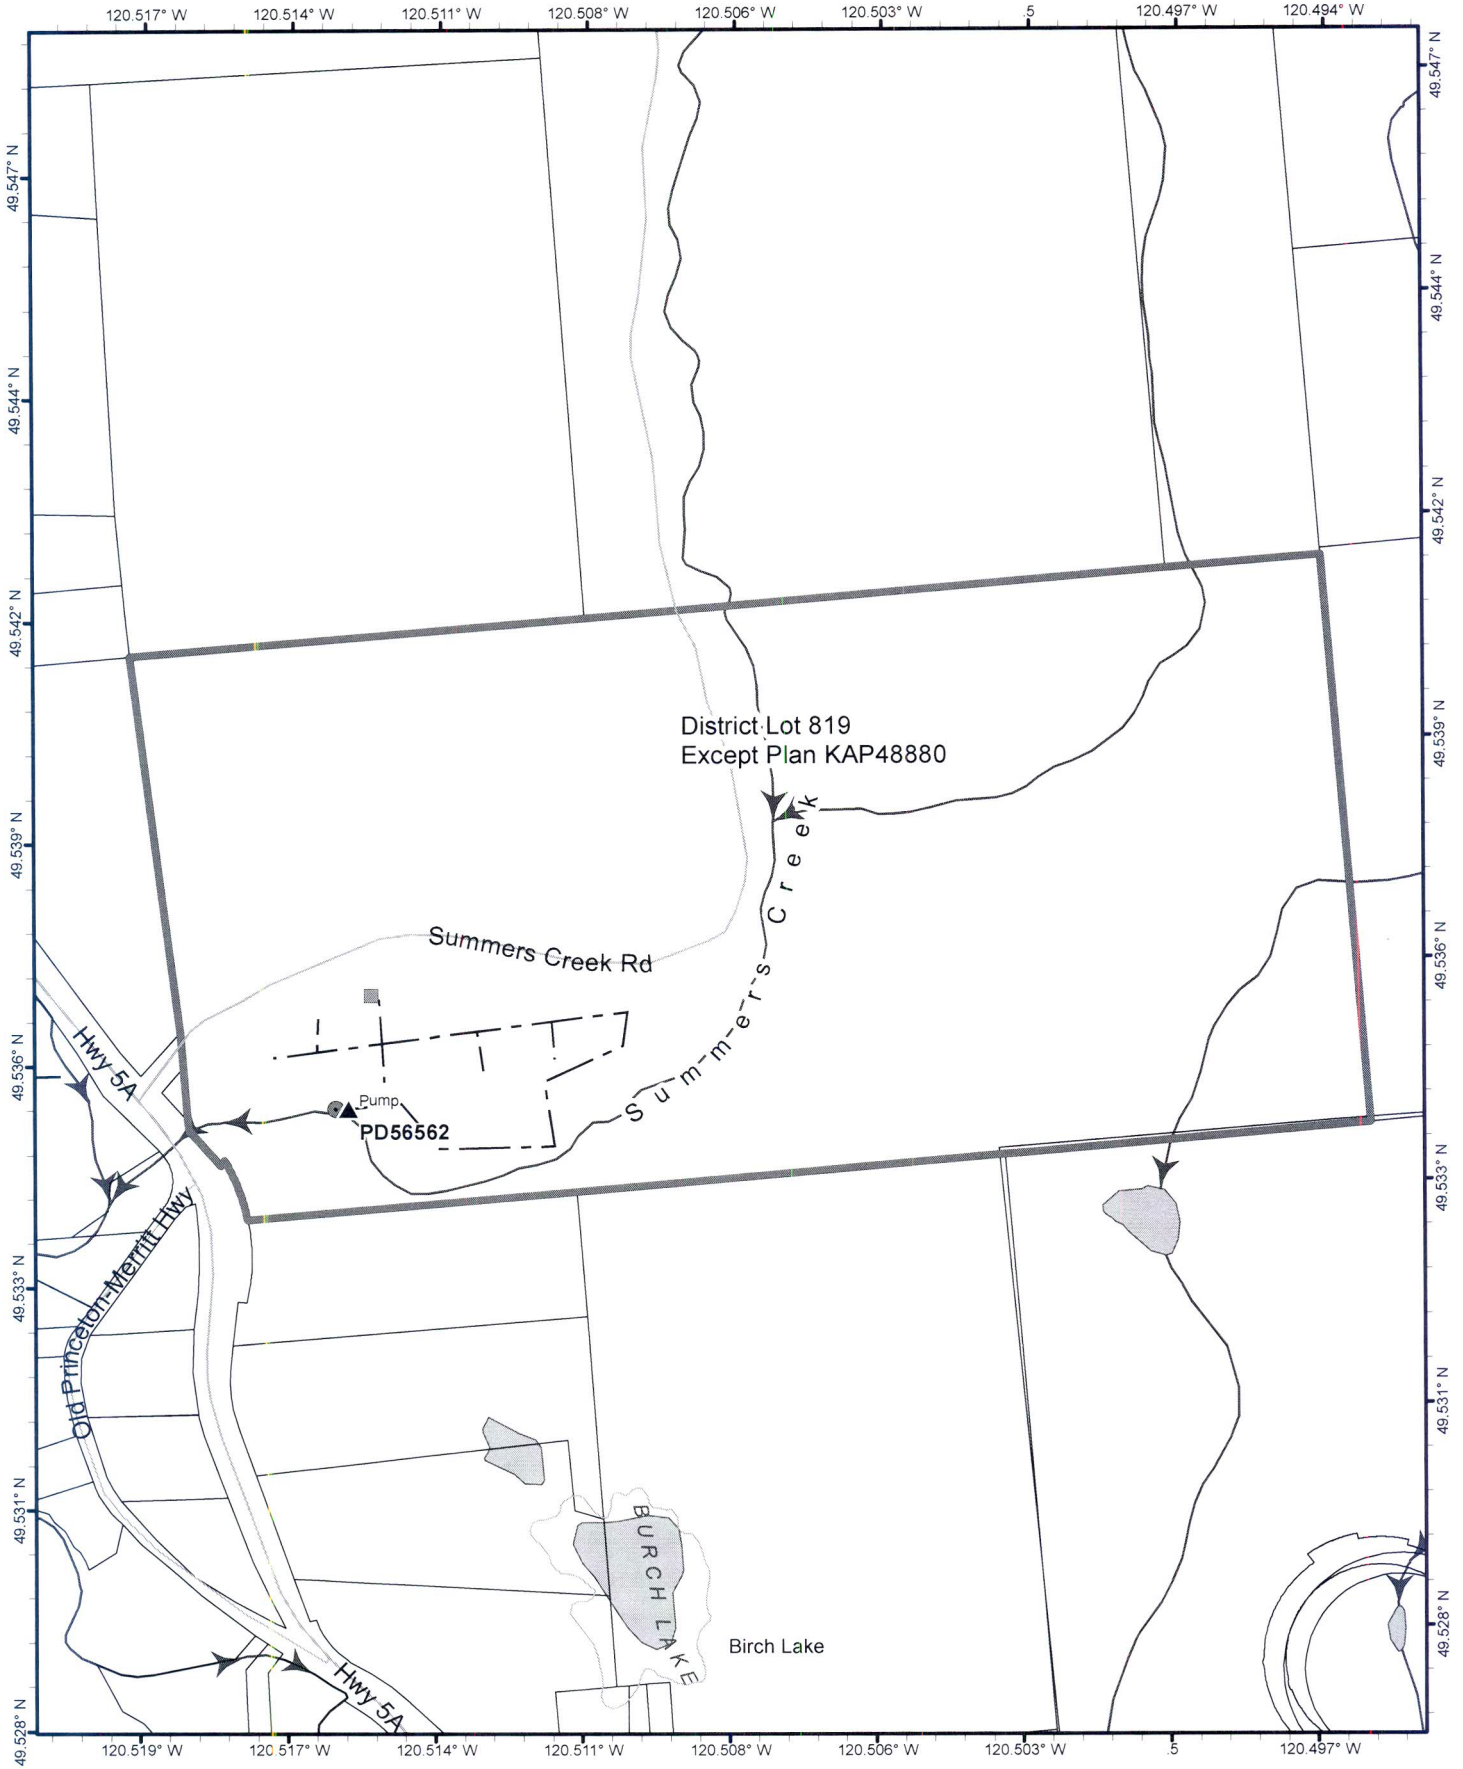 120.517° W
120.514° W
120.511° W
120.508° W
120.506° W
120.503° W
.5
120.497° W
120.494° W
49.547° N
49.547° N
49.544° N
49.544° N
49.542° N
49.542° N
District Lot 819
Except Plan KAP48880
49.539° N
49.539° N
Summers Creek
Summers Creek Rd
49.536° N
49.536° N
Hwy 5A
Pump
PD56562
49.533° N
49.533° N
Old Princeton-Merritt Hwy
49.531° N
49.531° N
BURCH LAKE
Birch Lake
49.528° N
49.528° N
Hwy 5A
120.519° W
120.517° W
120.514° W
120.511° W
120.508° W
120.506° W
120.503° W
.5
120.497° W